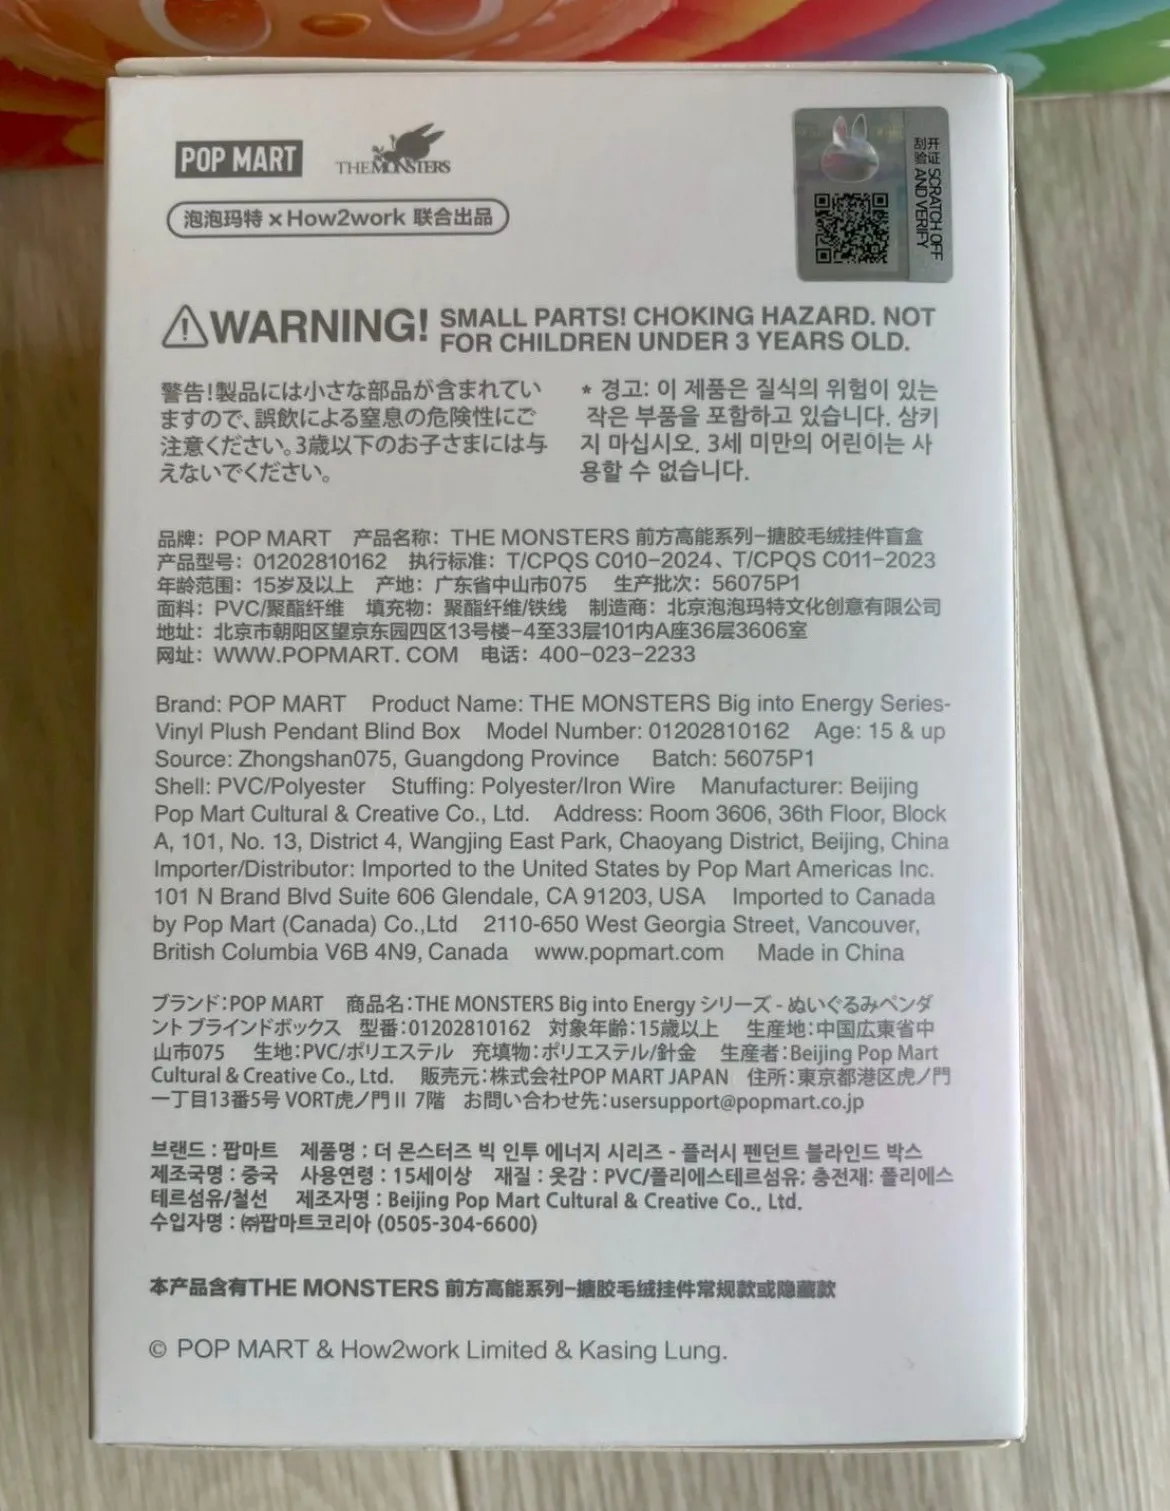 POP MART
THE MONSTERS
泡泡玛特 × How2work 联合出品
刮开验证 SCRATCH OFF AND VERIFY
WARNING! SMALL PARTS! CHOKING HAZARD. NOT
FOR CHILDREN UNDER 3 YEARS OLD.
警告!製品には小さな部品が含まれてい
ますので、誤飲による窒息の危険性にご
注意ください。3歳以下のお子さまには与
えないでください。
* 경고: 이 제품은 질식의 위험이 있는
작은 부품을 포함하고 있습니다. 삼키
지 마십시오. 3세 미만의 어린이는 사
용할 수 없습니다.
品牌: POP MART 产品名称: THE MONSTERS 前方高能系列-搪胶毛绒挂件盲盒
产品型号: 01202810162 执行标准: T/CPQS C010-2024、T/CPQS C011-2023
年龄范围: 15岁及以上 产地: 广东省中山市075 生产批次: 56075P1
面料: PVC/聚酯纤维 填充物: 聚酯纤维/铁线 制造商: 北京泡泡玛特文化创意有限公司
地址: 北京市朝阳区望京东园四区13号楼-4至33层101内A座36层3606室
网址: WWW.POPMART. COM 电话: 400-023-2233
Brand: POP MART Product Name: THE MONSTERS Big into Energy Series-
Vinyl Plush Pendant Blind Box Model Number: 01202810162 Age: 15 & up
Source: Zhongshan075, Guangdong Province Batch: 56075P1
Shell: PVC/Polyester Stuffing: Polyester/Iron Wire Manufacturer: Beijing
Pop Mart Cultural & Creative Co., Ltd. Address: Room 3606, 36th Floor, Block
A, 101, No. 13, District 4, Wangjing East Park, Chaoyang District, Beijing, China
Importer/Distributor: Imported to the United States by Pop Mart Americas Inc.
101 N Brand Blvd Suite 606 Glendale, CA 91203, USA Imported to Canada
by Pop Mart (Canada) Co.,Ltd 2110-650 West Georgia Street, Vancouver,
British Columbia V6B 4N9, Canada www.popmart.com Made in China
ブランド:POP MART 商品名:THE MONSTERS Big into Energy シリーズ - ぬいぐるみペンダ
ント ブラインドボックス 型番:01202810162 対象年齢:15歳以上 生産地:中国広東省中
山市075 生地:PVC/ポリエステル 充填物:ポリエステル/針金 生産者:Beijing Pop Mart
Cultural & Creative Co., Ltd. 販売元:株式会社POP MART JAPAN 住所:東京都港区虎ノ門
一丁目13番5号 VORT虎ノ門Ⅱ 7階 お問い合わせ先:usersupport@popmart.co.jp
브랜드 : 팝마트 제품명 : 더 몬스터즈 빅 인투 에너지 시리즈 - 플러시 펜던트 블라인드 박스
제조국명 : 중국 사용연령 : 15세이상 재질 : 옷감 : PVC/폴리에스테르섬유; 충전재: 폴리에스
테르섬유/철선 제조자명 : Beijing Pop Mart Cultural & Creative Co., Ltd.
수입자명 : ㈜팝마트코리아 (0505-304-6600)
本产品含有THE MONSTERS 前方高能系列-搪胶毛绒挂件常规款或隐藏款
© POP MART & How2work Limited & Kasing Lung.